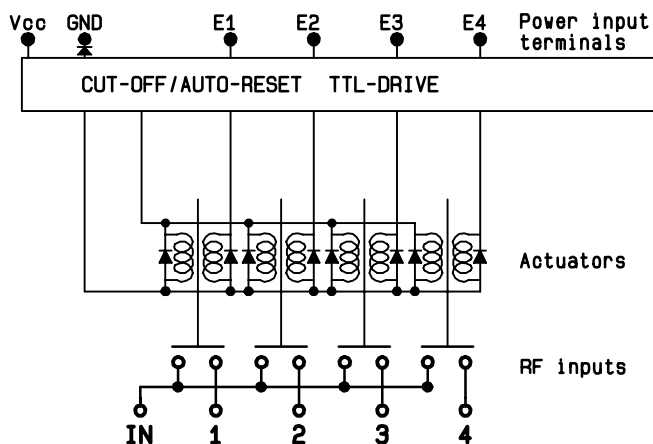 Vcc GND E1 E2 E3 E4 Power input
terminals
CUT-OFF/AUTO-RESET TTL-DRIVE
Actuators
RF inputs
IN 1 2 3 4